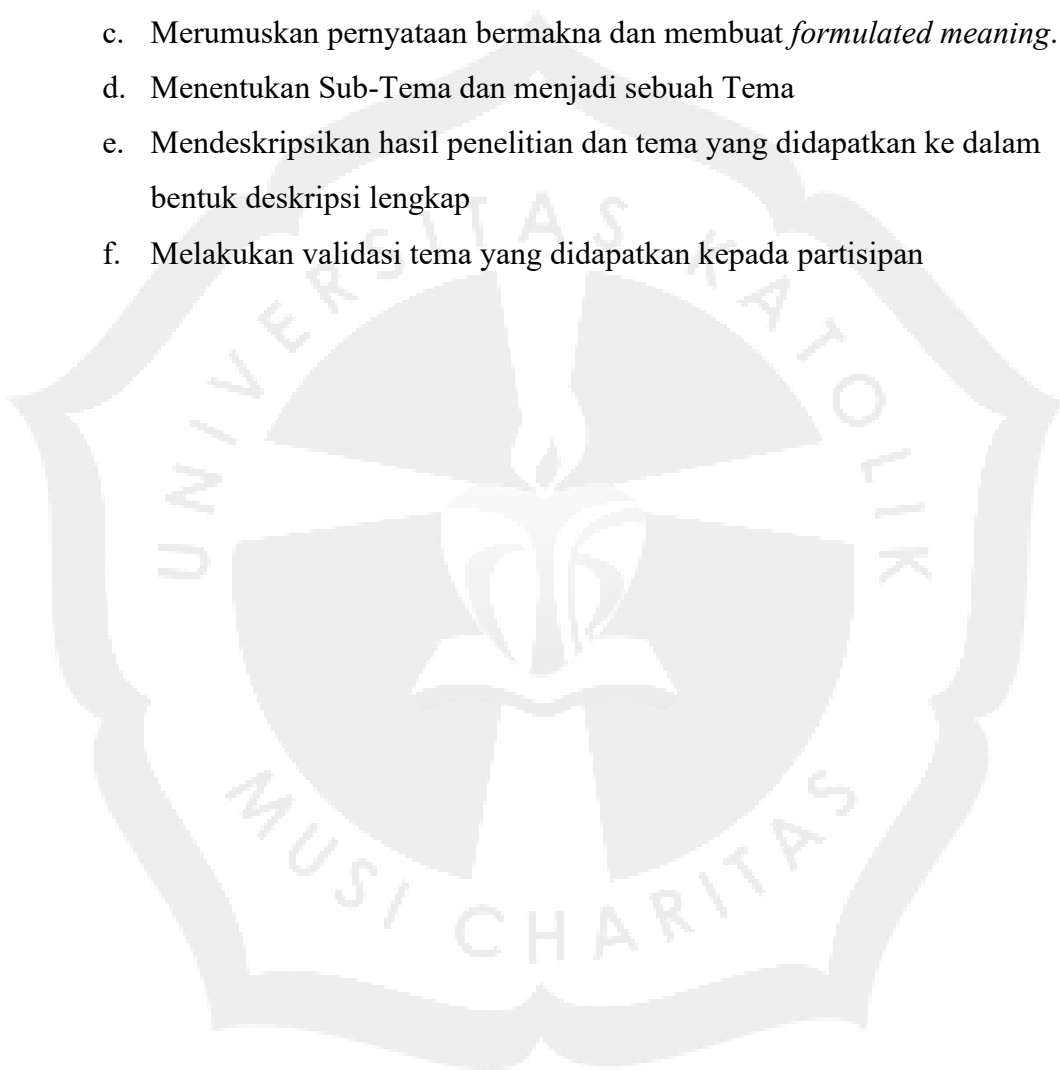 c. Merumuskan pernyataan bermakna dan membuat formulated meaning.
d. Menentukan Sub-Tema dan menjadi sebuah Tema
e. Mendeskripsikan hasil penelitian dan tema yang didapatkan ke dalam
bentuk deskripsi lengkap
f. Melakukan validasi tema yang didapatkan kepada partisipan
UNIVERSITAS KATOLIK
MUSI CHARITAS